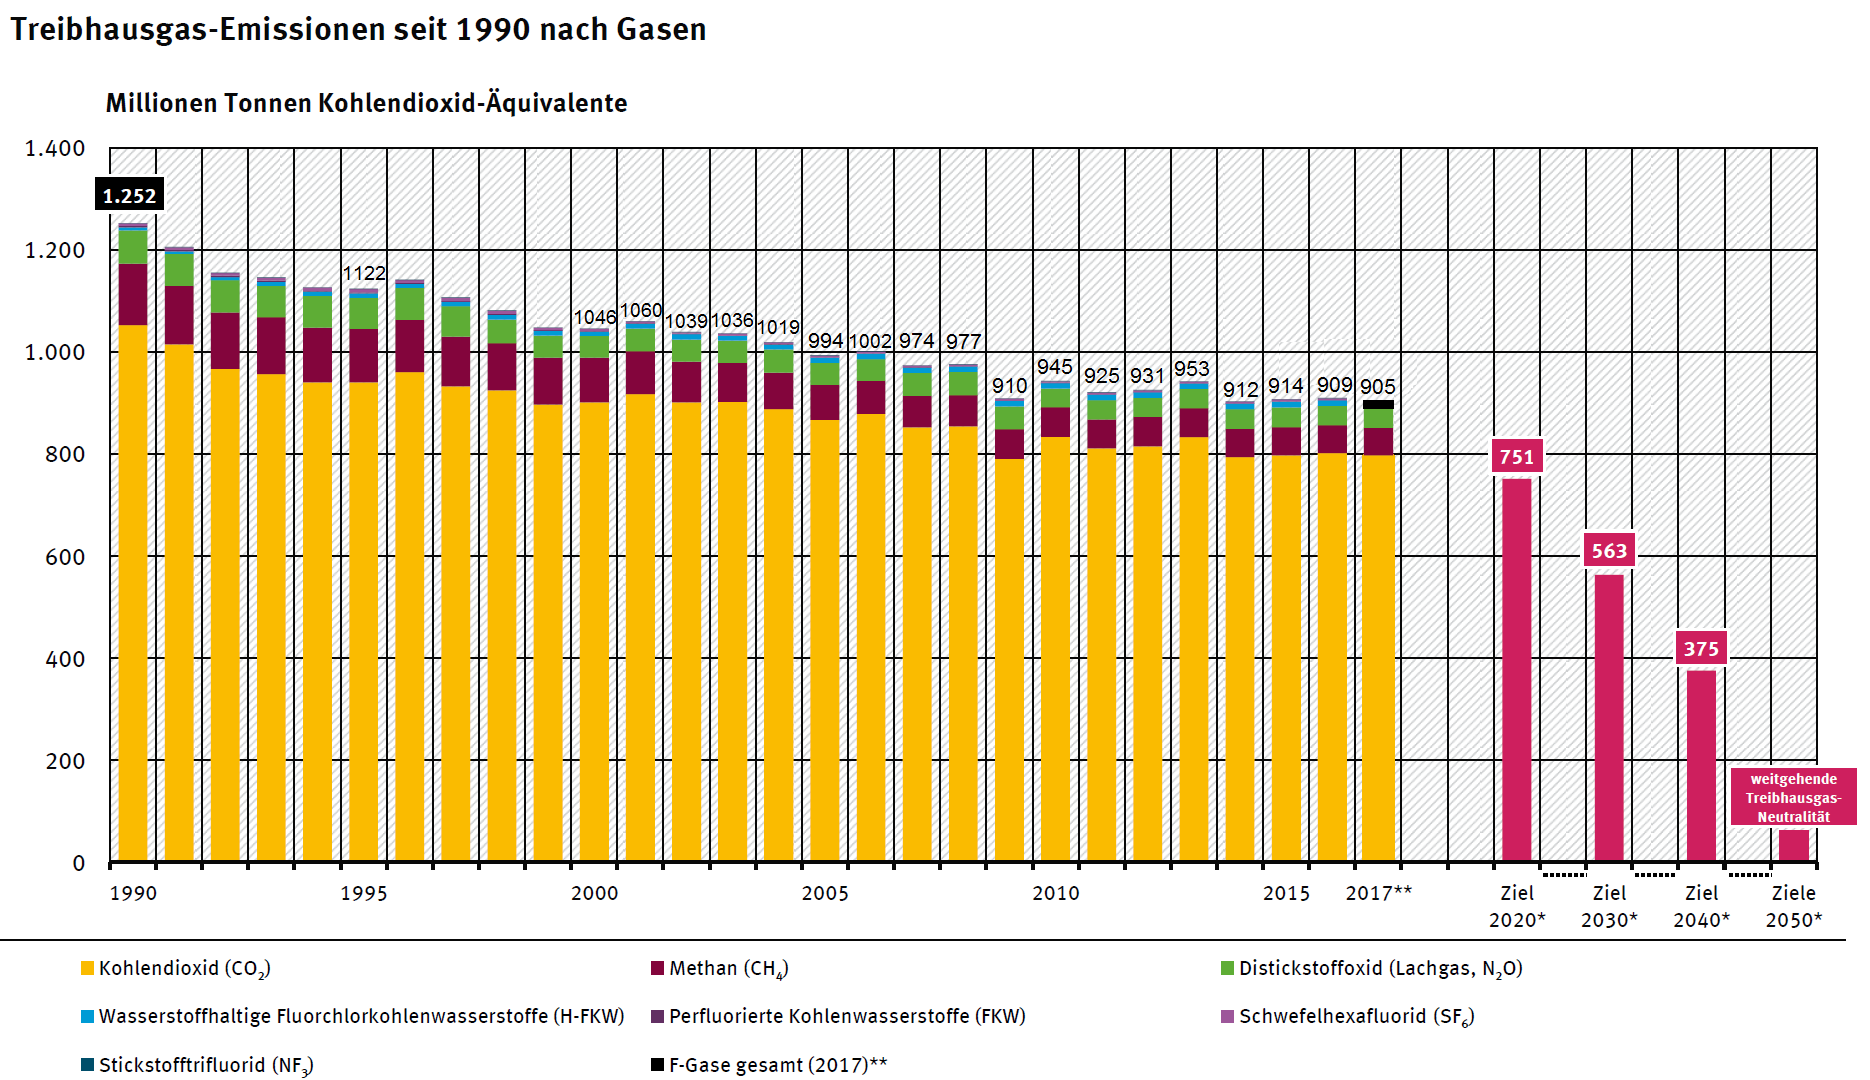 Treibhausgas-Emissionen seit 1990 nach Gasen
Millionen Tonnen Kohlendioxid-Äquivalente
1.400
1.200
1.000
800
600
400
200
0
1.252
1122
1046
1060
1039
1036
1019
994
1002
974
977
910
945
925
931
953
912
914
909
905
751
563
375
weitgehende
Treibhausgas-
Neutralität
1990
1995
2000
2005
2010
2015
2017**
Ziel
2020*
Ziel
2030*
Ziel
2040*
Ziele
2050*
Kohlendioxid (CO₂)
Methan (CH₄)
Distickstoffoxid (Lachgas, N₂O)
Wasserstoffhaltige Fluorchlorkohlenwasserstoffe (H-FKW)
Perfluorierte Kohlenwasserstoffe (FKW)
Schwefelhexafluorid (SF₆)
Stickstofftrifluorid (NF₃)
F-Gase gesamt (2017)**